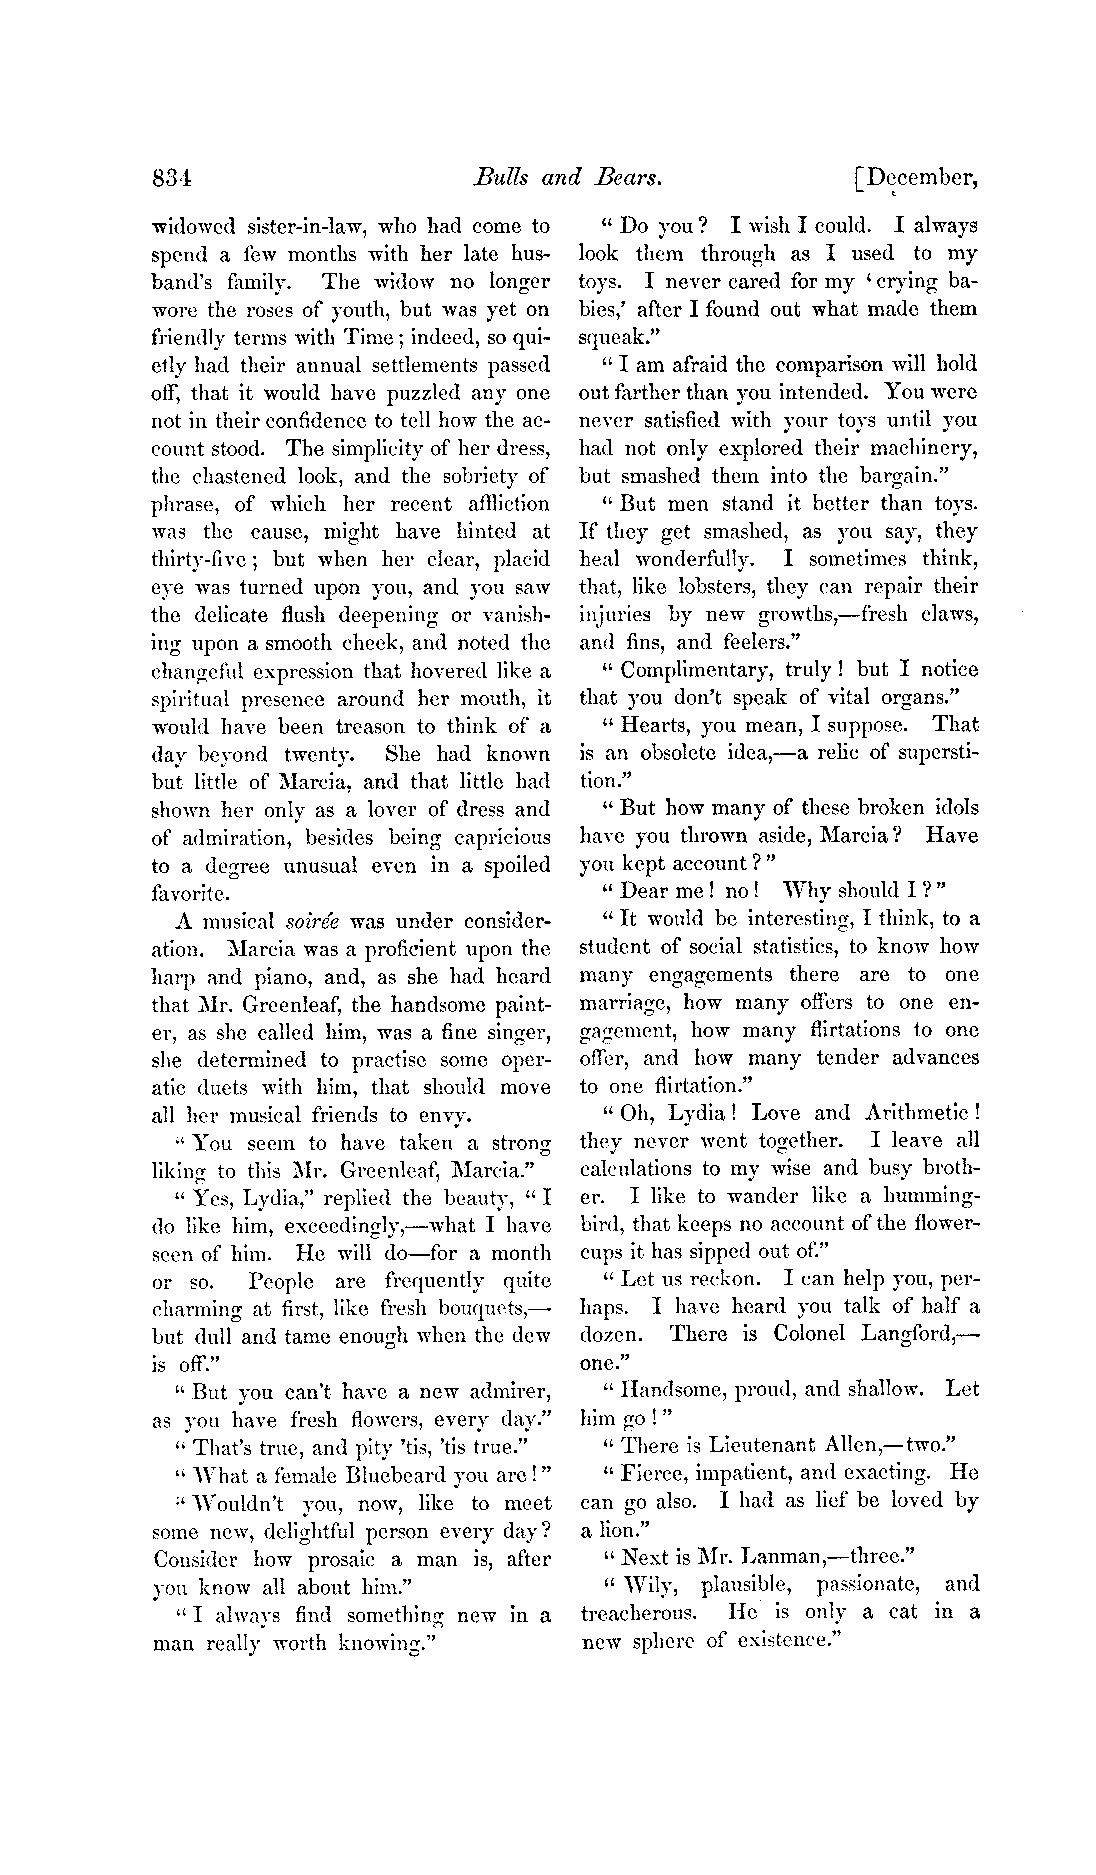 834 Bulls and Bears. [December,
widowed sister-in-law, who had come to
spend a few months with her late hus-
band's family. The widow no longer
wore the roses of youth, but was yet on
friendly terms with Time; indeed, so qui-
etly had their annual settlements passed
off, that it would have puzzled any one
not in their confidence to tell how the ac-
count stood. The simplicity of her dress,
the chastened look, and the sobriety of
phrase, of which her recent affliction
was the cause, might have hinted at
thirty-five; but when her clear, placid
eye was turned upon you, and you saw
the delicate flush deepening or vanish-
ing upon a smooth cheek, and noted the
changeful expression that hovered like a
spiritual presence around her mouth, it
would have been treason to think of a
day beyond twenty. She had known
but little of Marcia, and that little had
shown her only as a lover of dress and
of admiration, besides being capricious
to a degree unusual even in a spoiled
favorite.
A musical soirée was under consider-
ation. Marcia was a proficient upon the
harp and piano, and, as she had heard
that Mr. Greenleaf, the handsome paint-
er, as she called him, was a fine singer,
she determined to practise some oper-
atic duets with him, that should move
all her musical friends to envy.
"You seem to have taken a strong
liking to this Mr. Greenleaf, Marcia."
"Yes, Lydia," replied the beauty, "I
do like him, exceedingly,—what I have
seen of him. He will do—for a month
or so. People are frequently quite
charming at first, like fresh bouquets,—
but dull and tame enough when the dew
is off."
"But you can't have a new admirer,
as you have fresh flowers, every day."
"That's true, and pity 'tis, 'tis true."
"What a female Bluebeard you are!"
"Wouldn't you, now, like to meet
some new, delightful person every day?
Consider how prosaic a man is, after
you know all about him."
"I always find something new in a
man really worth knowing."
"Do you? I wish I could. I always
look them through as I used to my
toys. I never cared for my 'crying ba-
bies,' after I found out what made them
squeak."
"I am afraid the comparison will hold
out farther than you intended. You were
never satisfied with your toys until you
had not only explored their machinery,
but smashed them into the bargain."
"But men stand it better than toys.
If they get smashed, as you say, they
heal wonderfully. I sometimes think,
that, like lobsters, they can repair their
injuries by new growths,—fresh claws,
and fins, and feelers."
"Complimentary, truly! but I notice
that you don't speak of vital organs."
"Hearts, you mean, I suppose. That
is an obsolete idea,—a relic of supersti-
tion."
"But how many of these broken idols
have you thrown aside, Marcia? Have
you kept account?"
"Dear me! no! Why should I?"
"It would be interesting, I think, to a
student of social statistics, to know how
many engagements there are to one
marriage, how many offers to one en-
gagement, how many flirtations to one
offer, and how many tender advances
to one flirtation."
"Oh, Lydia! Love and Arithmetic!
they never went together. I leave all
calculations to my wise and busy broth-
er. I like to wander like a humming-
bird, that keeps no account of the flower-
cups it has sipped out of."
"Let us reckon. I can help you, per-
haps. I have heard you talk of half a
dozen. There is Colonel Langford,—
one."
"Handsome, proud, and shallow. Let
him go!"
"There is Lieutenant Allen,—two."
"Fierce, impatient, and exacting. He
can go also. I had as lief be loved by
a lion."
"Next is Mr. Lanman,—three."
"Wily, plausible, passionate, and
treacherous. He is only a cat in a
new sphere of existence."